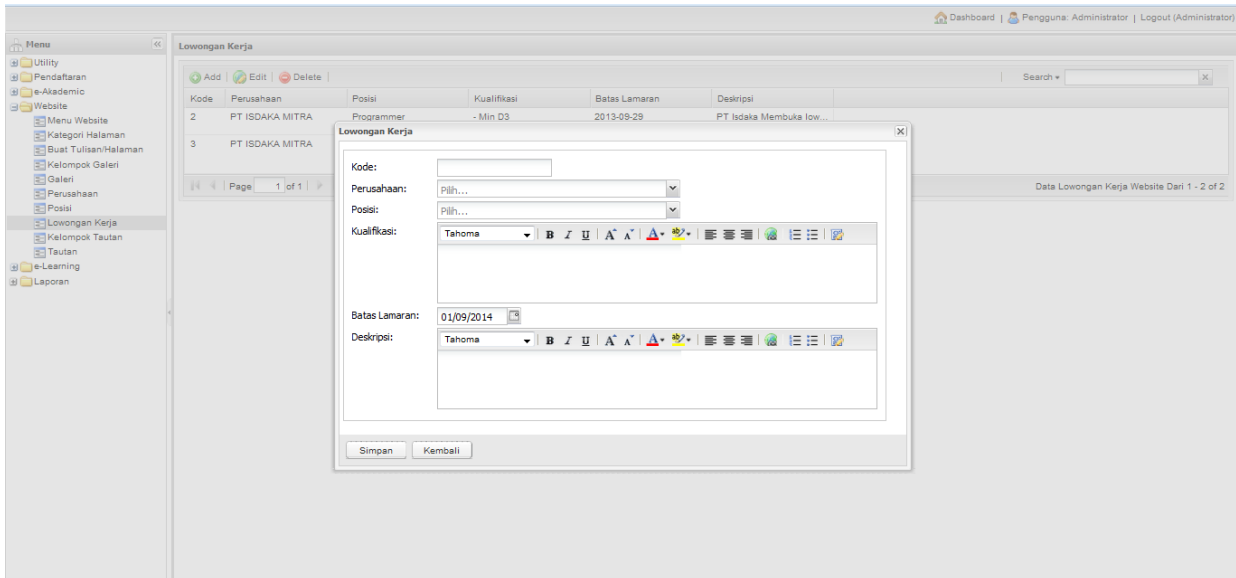 Dashboard | Pengguna: Administrator | Logout (Administrator)
Menu
Utility
Pendaftaran
e-Akademic
Website
Menu Website
Kategori Halaman
Buat Tulisan/Halaman
Kelompok Galeri
Galeri
Perusahaan
Posisi
Lowongan Kerja
Kelompok Tautan
Tautan
e-Learning
Laporan
Lowongan Kerja
Add | Edit | Delete | Search
Kode Perusahaan Posisi Kualifikasi Batas Lamaran Deskripsi
2 PT ISDAKA MITRA Programmer - Min D3 2013-09-29 PT Isdaka Membuka low...
3 PT ISDAKA MITRA
Page 1 of 1
Data Lowongan Kerja Website Dari 1 - 2 of 2
Lowongan Kerja
Kode:
Perusahaan: Pilih...
Posisi: Pilih...
Kualifikasi: Tahoma B I U A A A ab
Batas Lamaran: 01/09/2014
Deskripsi: Tahoma B I U A A A ab
Simpan Kembali